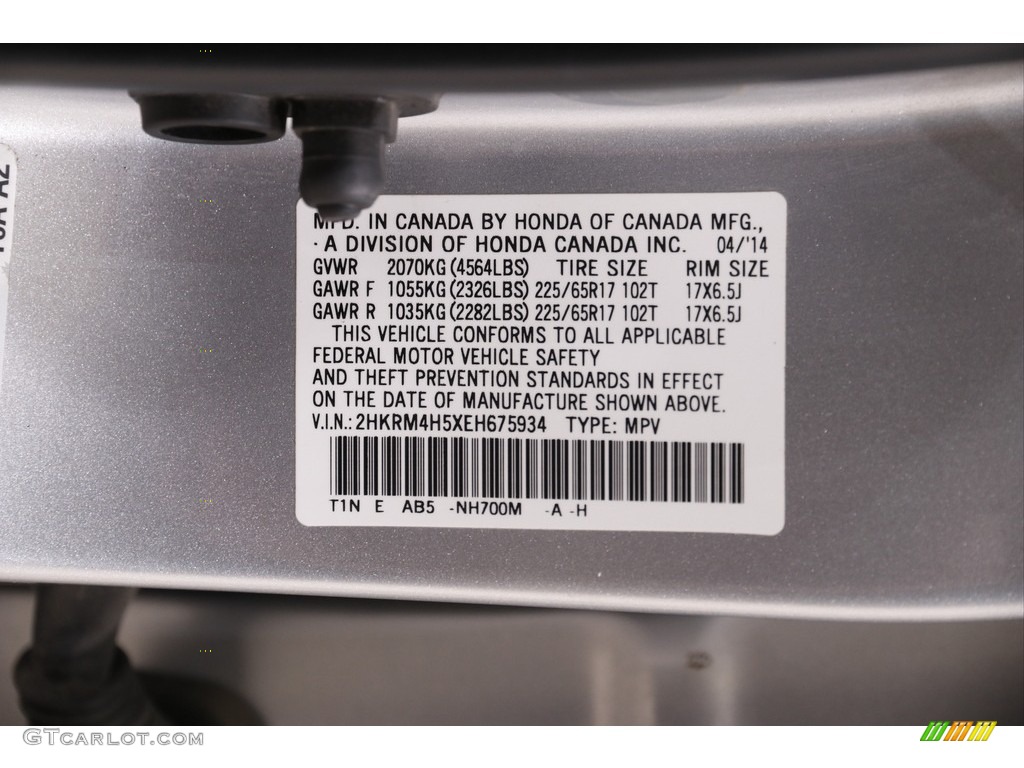 MFD. IN CANADA BY HONDA OF CANADA MFG.,
· A DIVISION OF HONDA CANADA INC. 04/'14
GVWR 2070KG (4564LBS) TIRE SIZE RIM SIZE
GAWR F 1055KG (2326LBS) 225/65R17 102T 17X6.5J
GAWR R 1035KG (2282LBS) 225/65R17 102T 17X6.5J
THIS VEHICLE CONFORMS TO ALL APPLICABLE
FEDERAL MOTOR VEHICLE SAFETY
AND THEFT PREVENTION STANDARDS IN EFFECT
ON THE DATE OF MANUFACTURE SHOWN ABOVE.
V.I.N.: 2HKRM4H5XEH675934 TYPE: MPV
T1N E AB5 -NH700M -A -H
GTCARLOT.COM